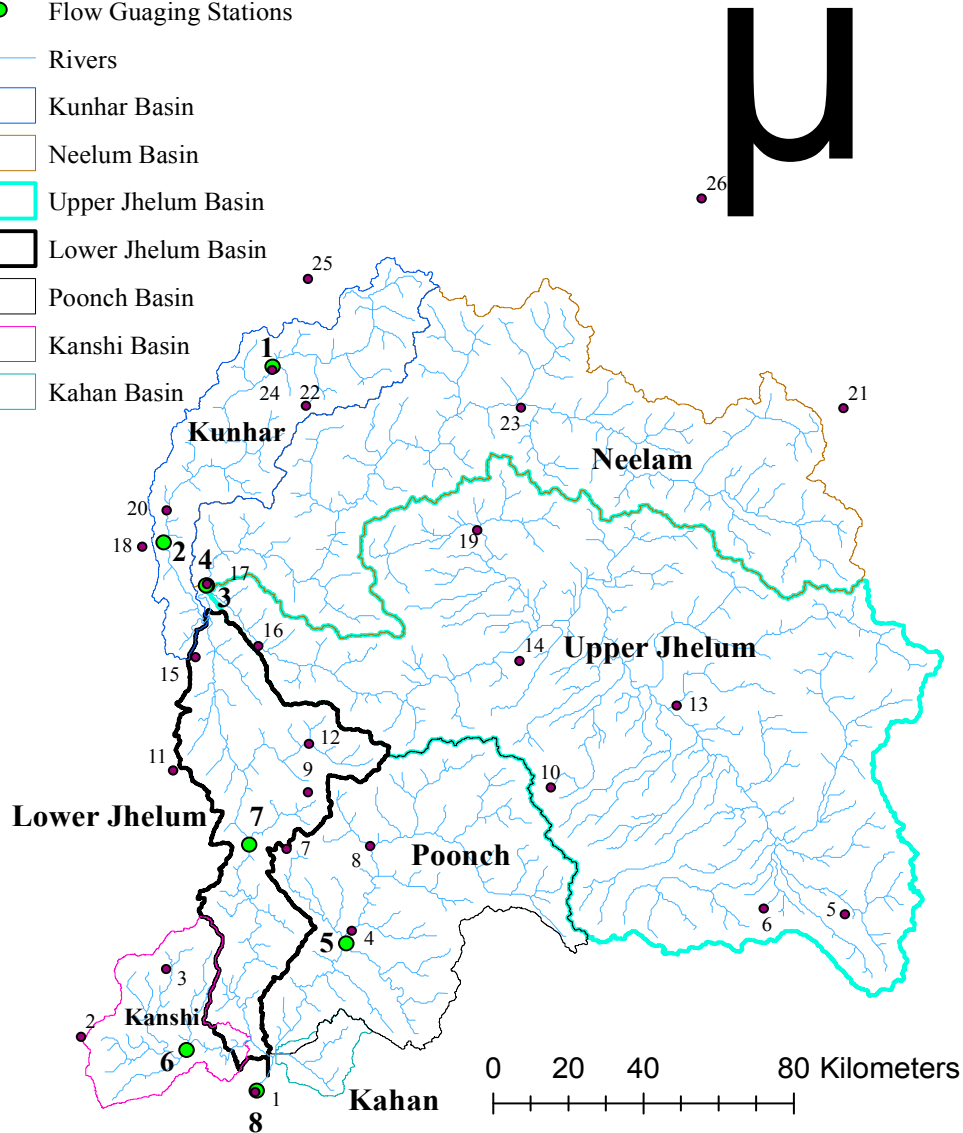 Flow Guaging Stations
Rivers
Kunhar Basin
Neelum Basin
Upper Jhelum Basin
Lower Jhelum Basin
Poonch Basin
Kanshi Basin
Kahan Basin
µ
26
25
1
24
22
Kunhar
23
21
Neelam
20
18
2
19
4
17
3
16
15
14
Upper Jhelum
13
12
11
9
10
Lower Jhelum
7
7
8
Poonch
6
5
5
4
3
Kanshi
2
6
1
8
Kahan
0 20 40 80 Kilometers